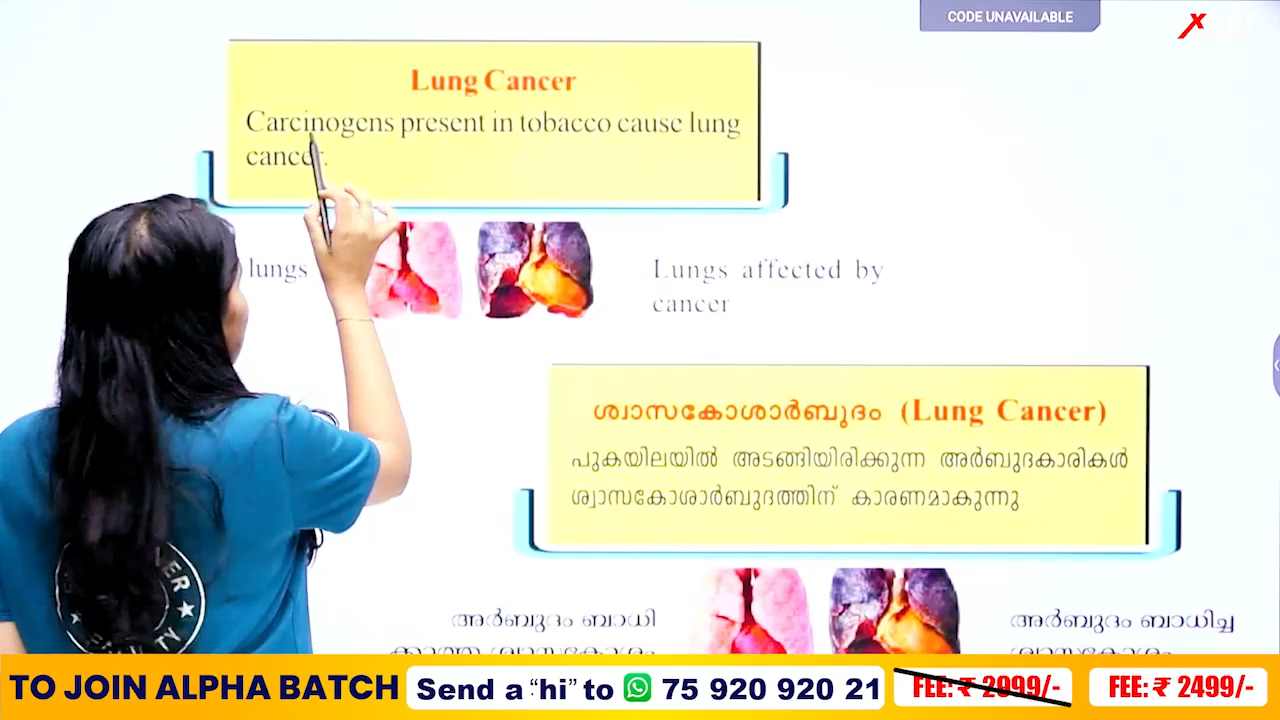 CODE UNAVAILABLE
Lung Cancer
Carcinogens present in tobacco cause lung
cancer.
lungs
Lungs affected by
cancer
ശ്വാസകോശാർബുദം (Lung Cancer)
പുകയിലയിൽ അടങ്ങിയിരിക്കുന്ന അർബുദകാരികൾ
ശ്വാസകോശാർബുദത്തിന് കാരണമാകുന്നു
അർബുദം ബാധി
ക്കാത്ത ശ്വാസകോശം
അർബുദം ബാധിച്ച
ശ്വാസകോശം
TO JOIN ALPHA BATCH
Send a “hi” to 75 920 920 21
FEE: ₹ 2999/-
FEE: ₹ 2499/-